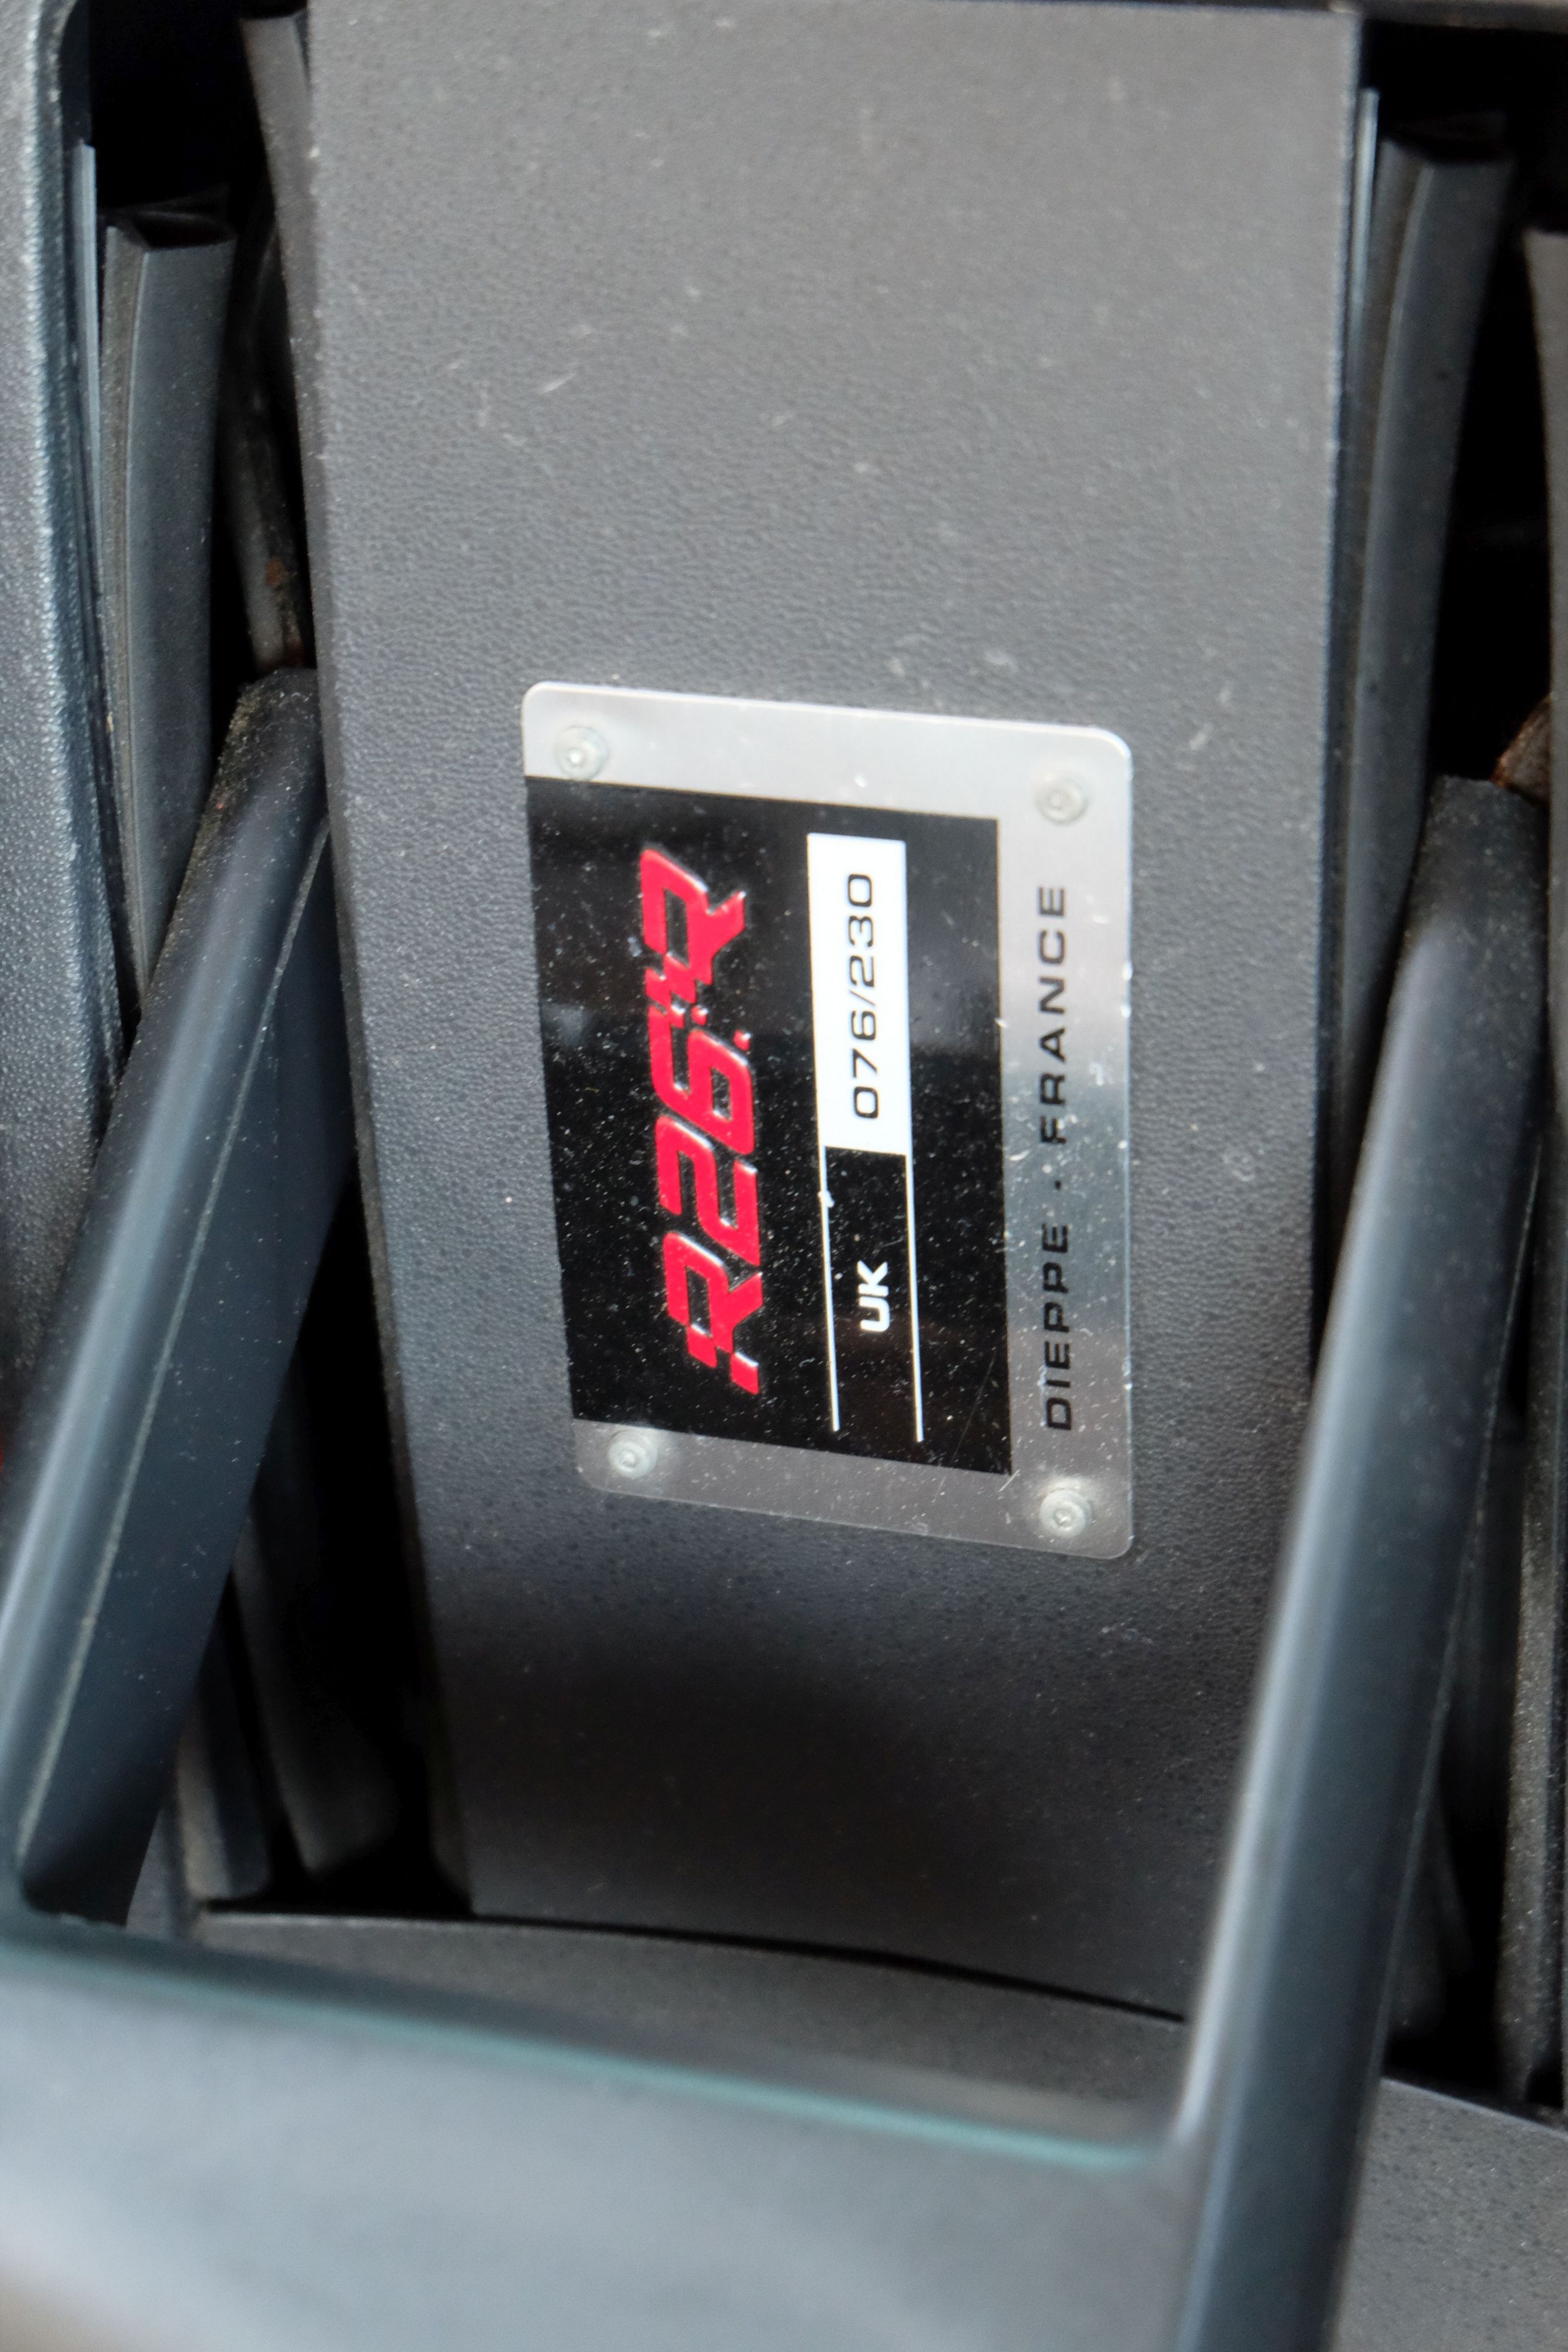 R26.R
UK 076/230
DIEPPE . FRANCE